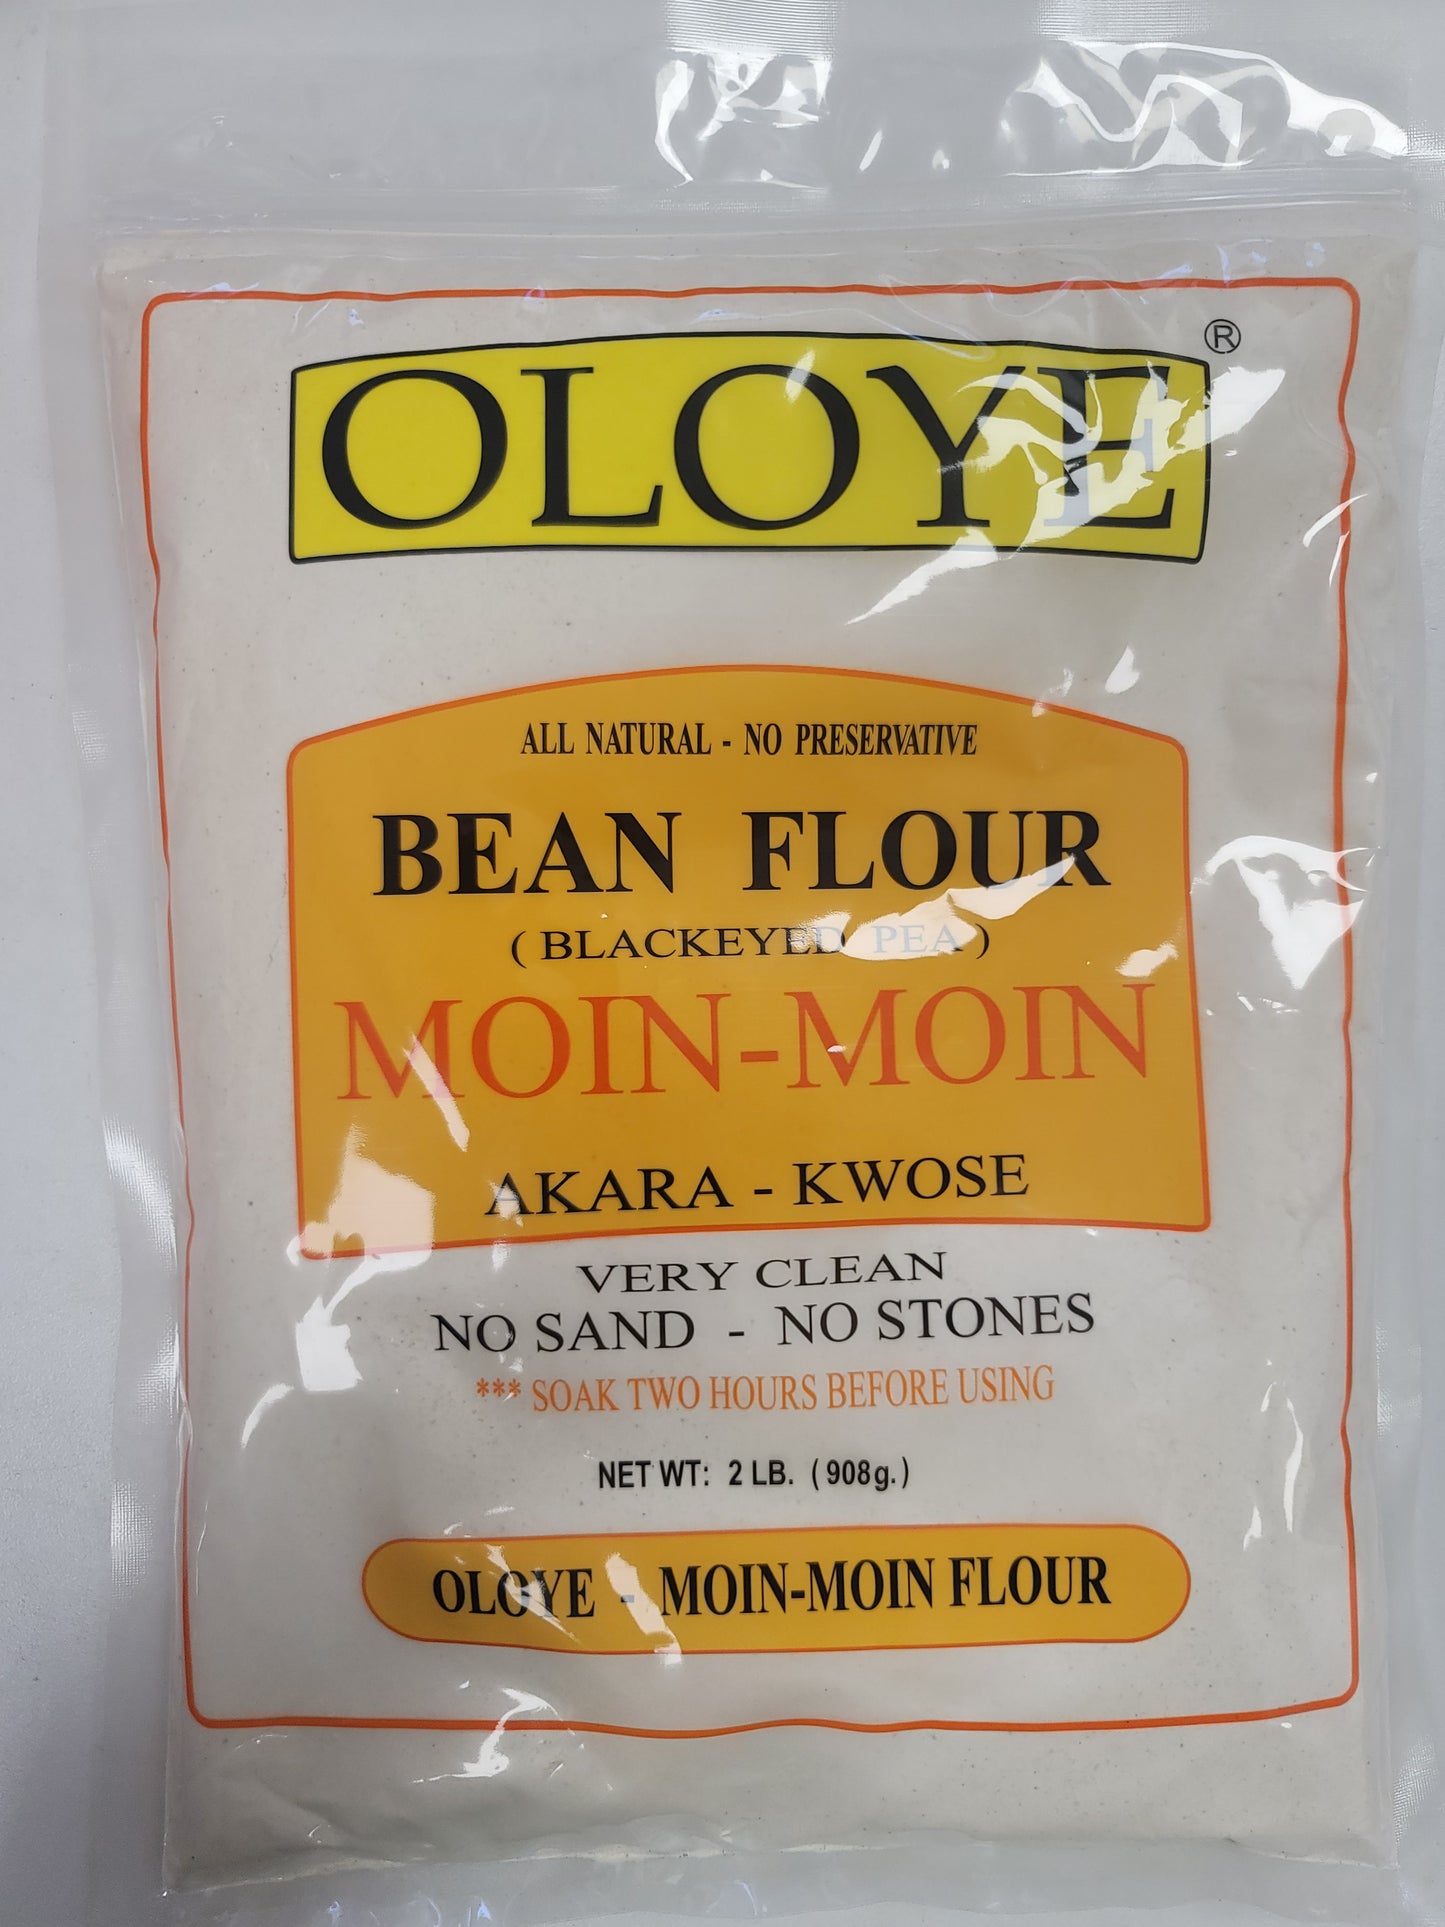 OLOYE®
ALL NATURAL - NO PRESERVATIVE
BEAN FLOUR
( BLACKEYED PEA )
MOIN-MOIN
AKARA - KWOSE
VERY CLEAN
NO SAND - NO STONES
*** SOAK TWO HOURS BEFORE USING
NET WT: 2 LB. ( 908g. )
OLOYE - MOIN-MOIN FLOUR